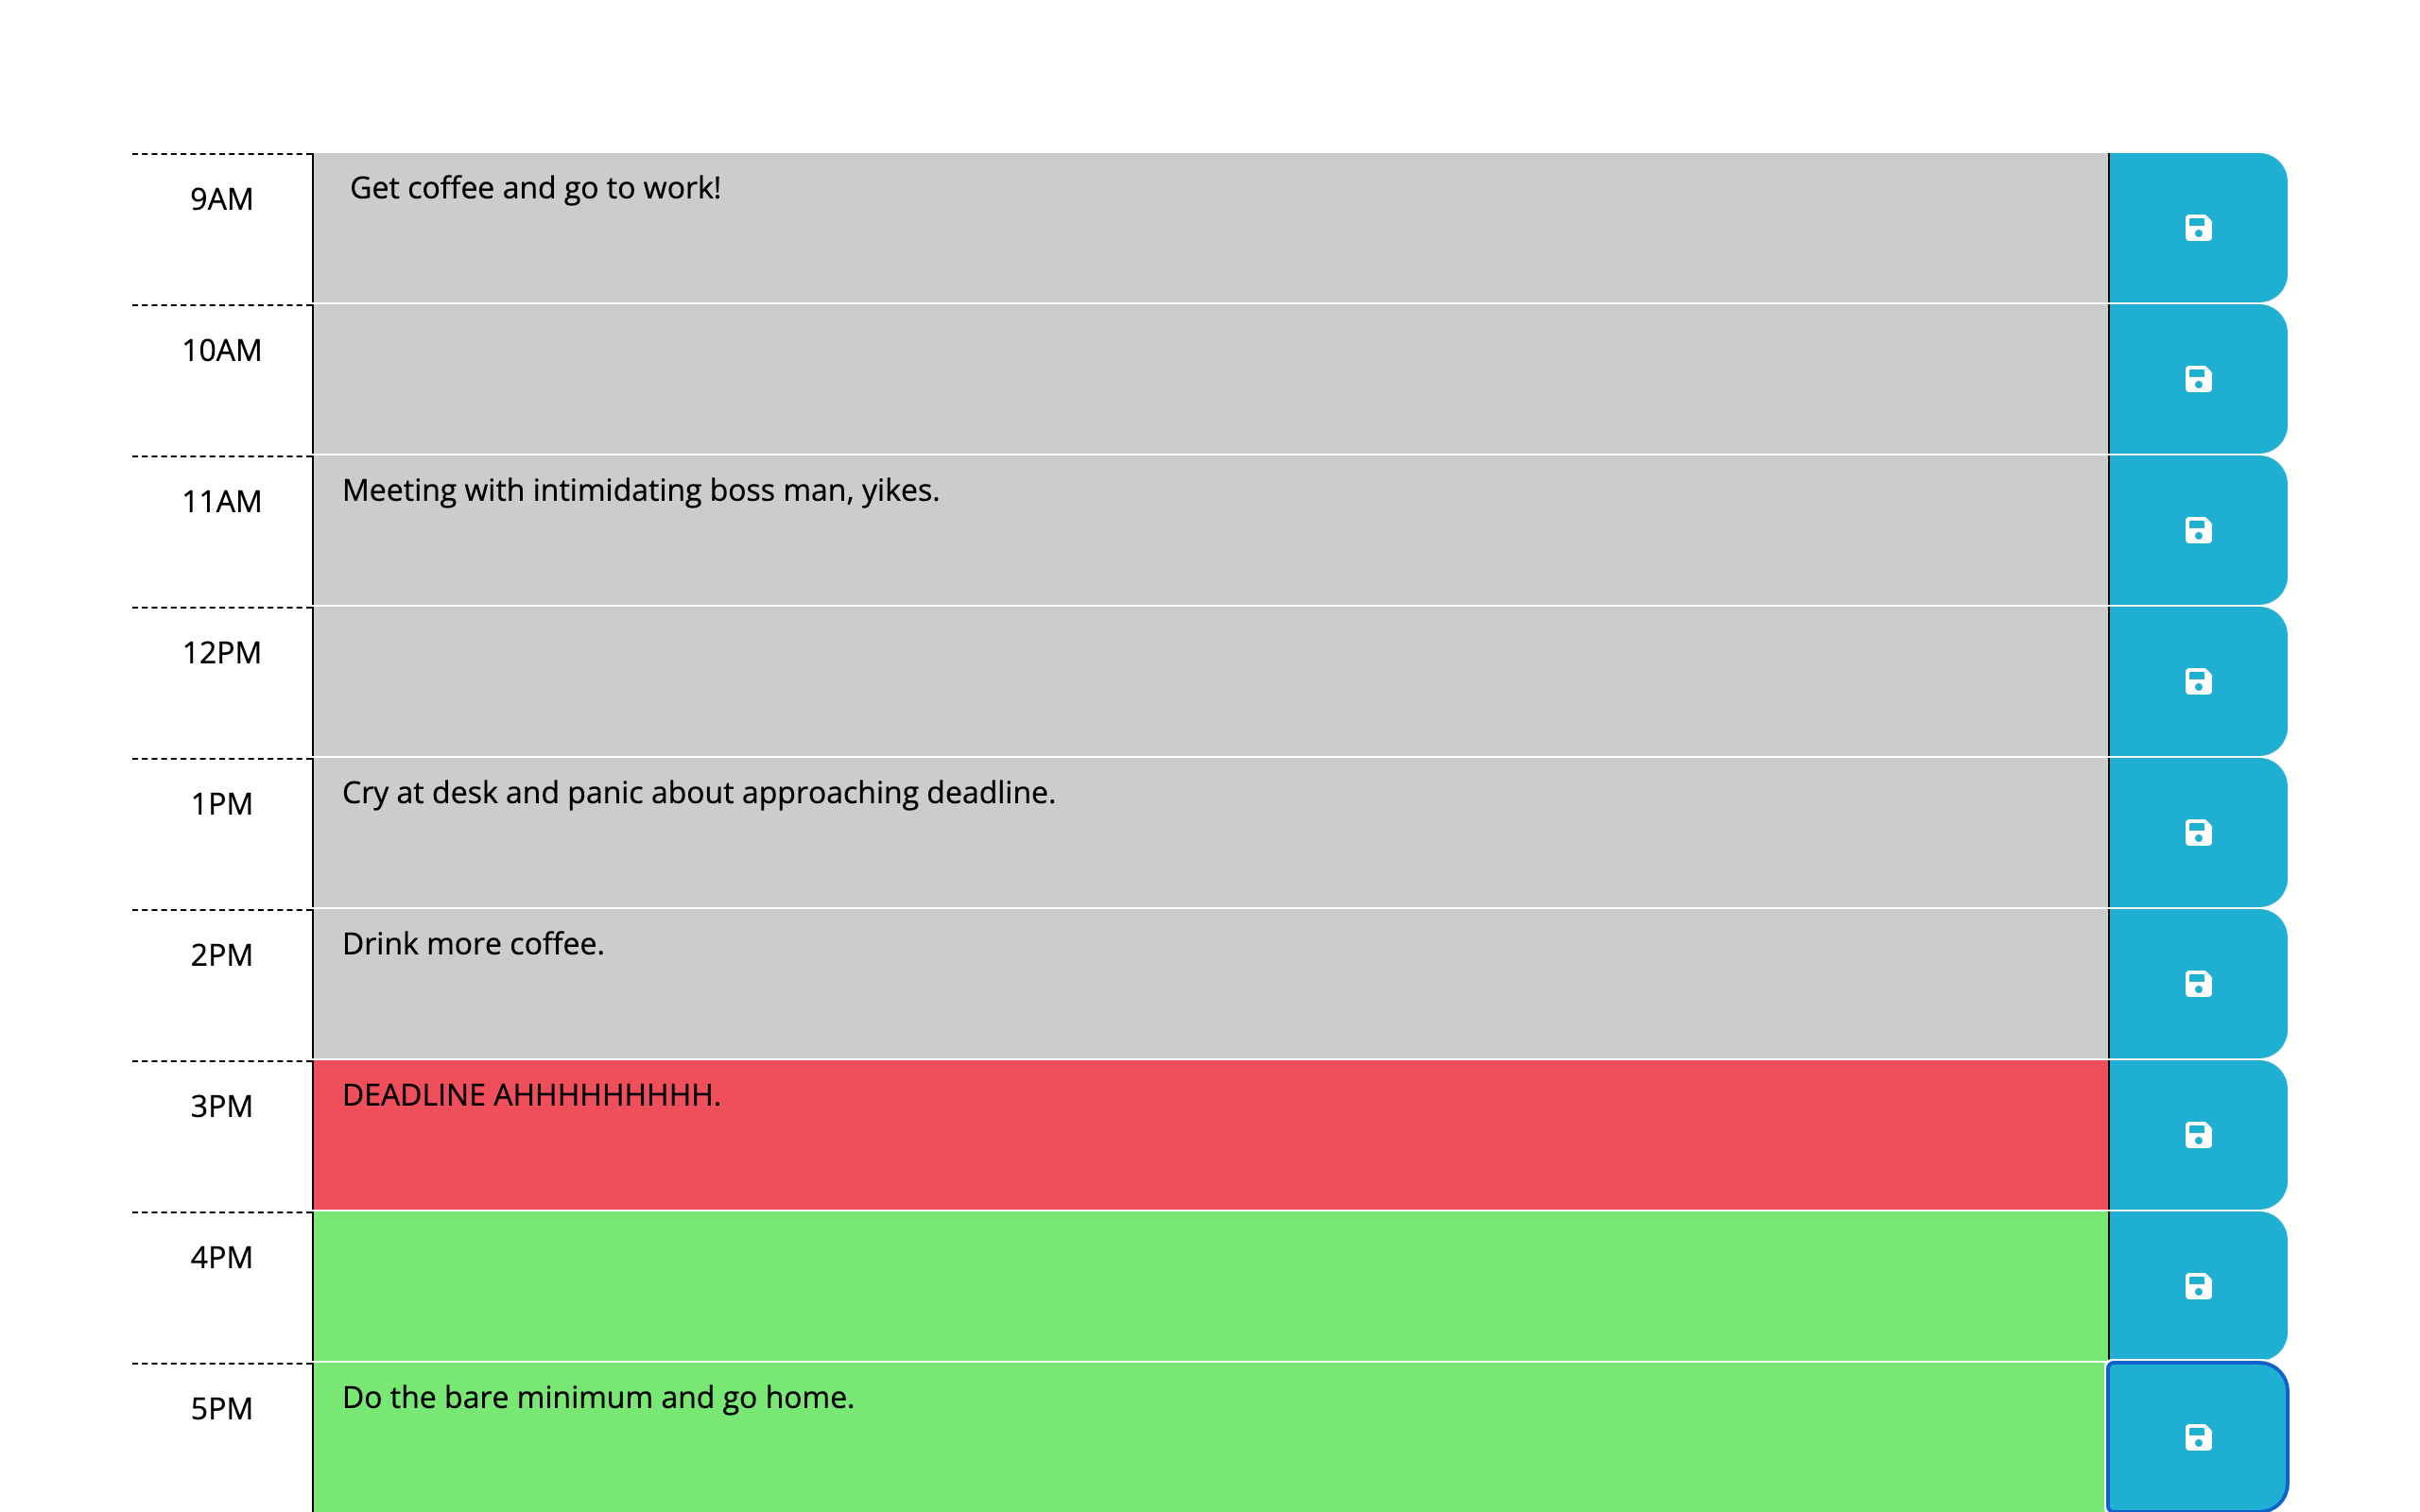 9AM
Get coffee and go to work!
10AM
11AM
Meeting with intimidating boss man, yikes.
12PM
1PM
Cry at desk and panic about approaching deadline.
2PM
Drink more coffee.
3PM
DEADLINE AHHHHHHHHH.
4PM
5PM
Do the bare minimum and go home.